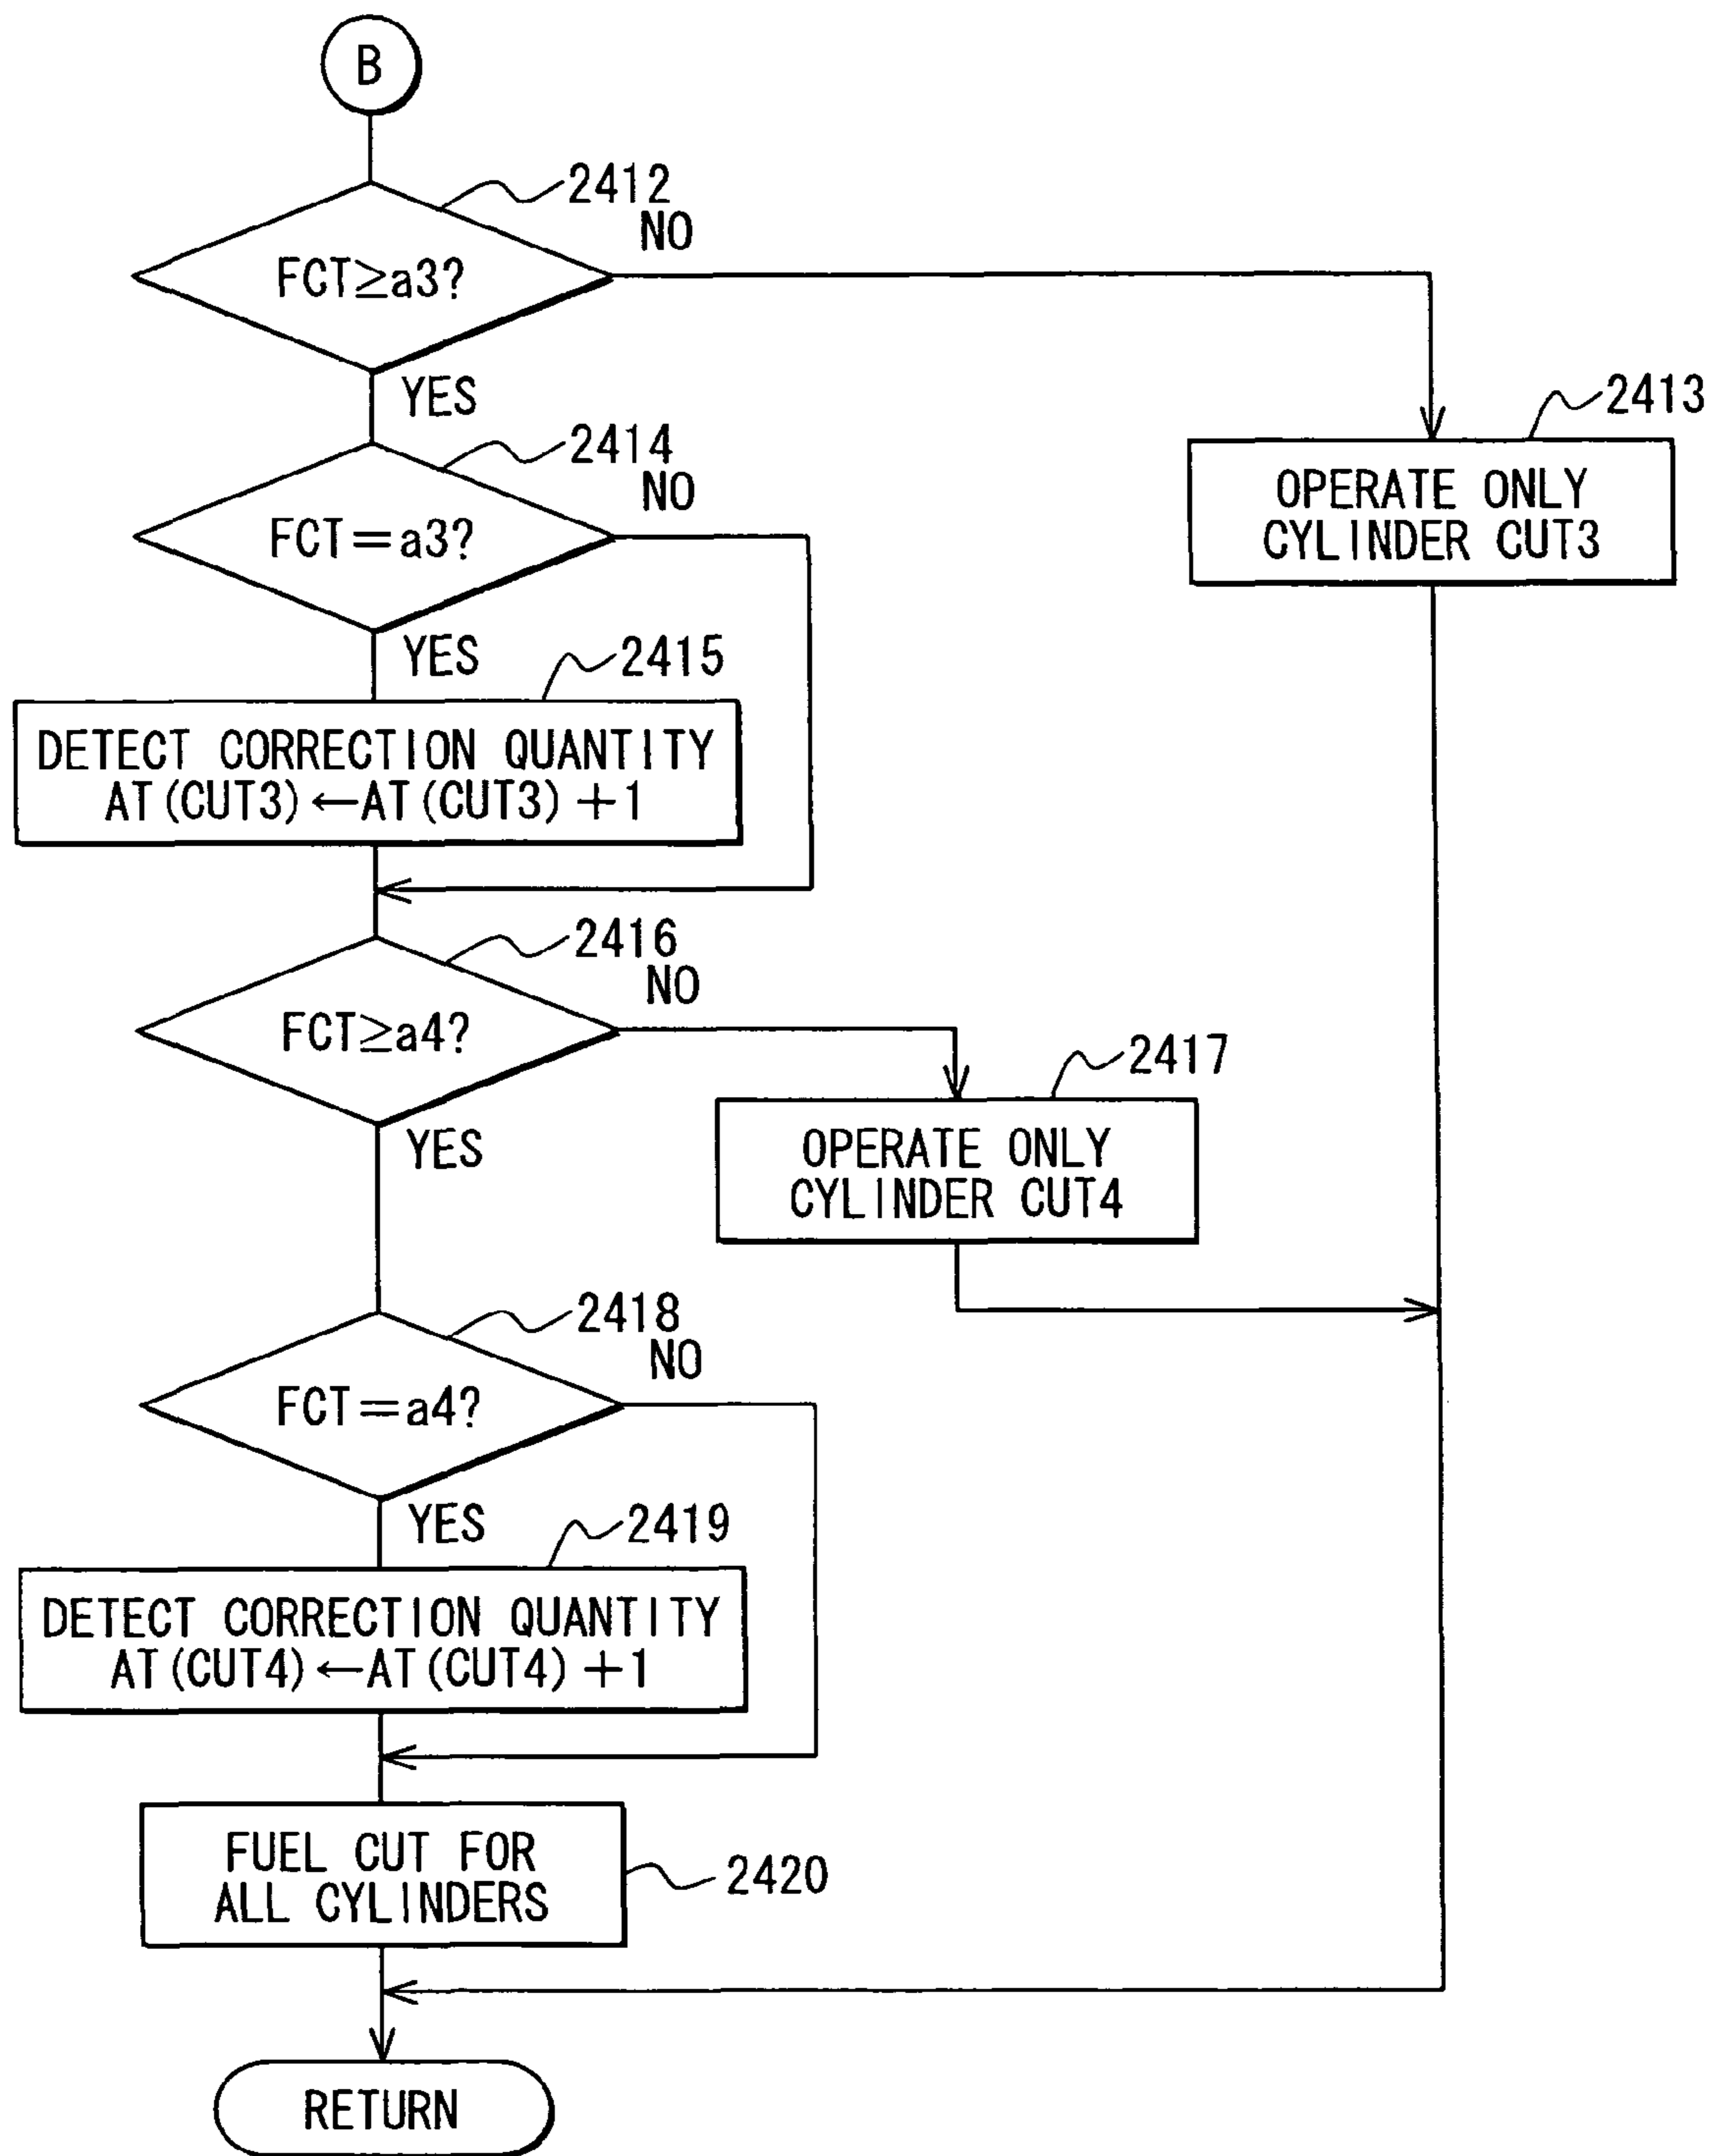 B
2412
NO
FCT≥a3?
YES
2413
2414
NO
OPERATE ONLY
CYLINDER CUT3
FCT=a3?
YES
2415
DETECT CORRECTION QUANTITY
AT(CUT3)←AT(CUT3)+1
2416
NO
FCT≥a4?
2417
YES
OPERATE ONLY
CYLINDER CUT4
2418
NO
FCT=a4?
YES
2419
DETECT CORRECTION QUANTITY
AT(CUT4)←AT(CUT4)+1
FUEL CUT FOR
ALL CYLINDERS
2420
RETURN